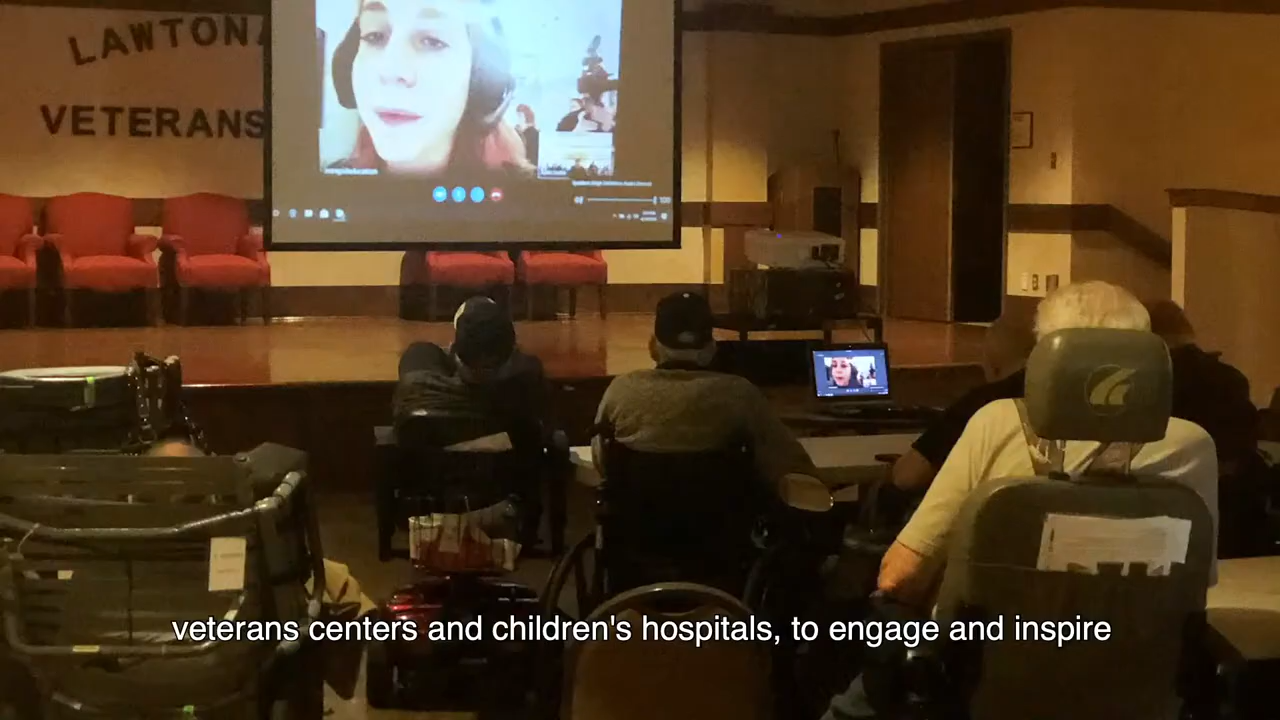 LAWTON
VETERANS
veterans centers and children's hospitals, to engage and inspire